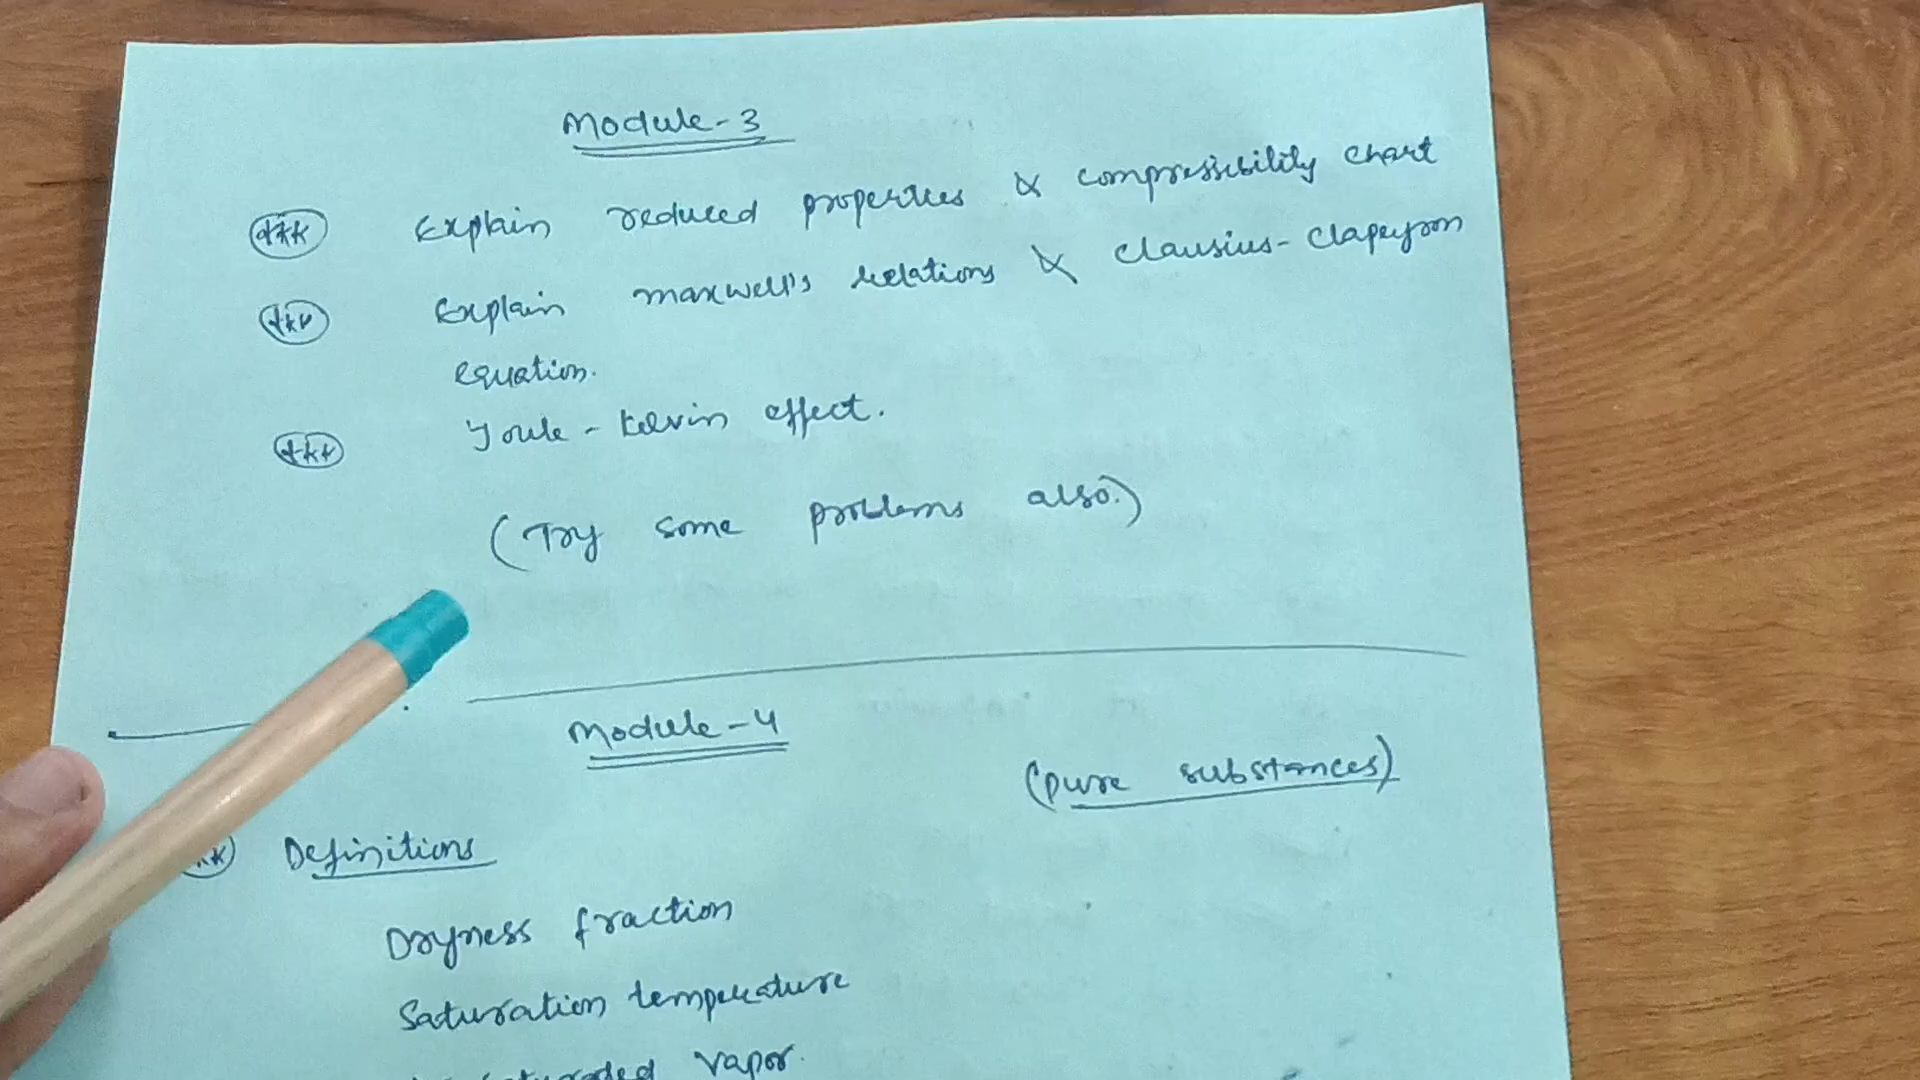 Module-3
*** Explain reduced properties & compressibility chart
*** Explain maxwell's relations & clausius-clapeyron
equation.
*** Joule-kelvin effect.
(Try some problems also.)
Module-4
(pure substances)
Definitions
Dryness fraction
Saturation temperature
vapor.